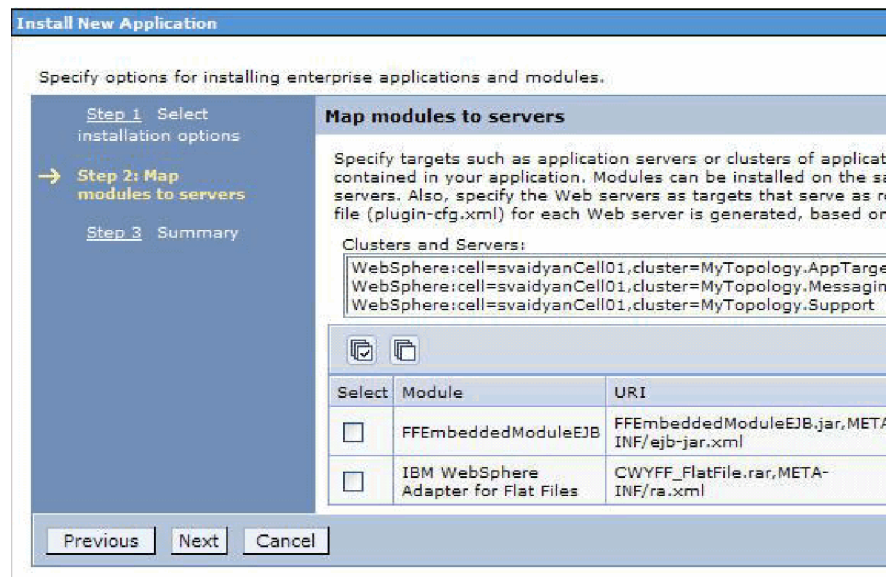 Install New Application
Specify options for installing enterprise applications and modules.
Step 1 Select
installation options
Step 2: Map
modules to servers
Step 3 Summary
Map modules to servers
Specify targets such as application servers or clusters of applicat
contained in your application. Modules can be installed on the sa
servers. Also, specify the Web servers as targets that serve as r
file (plugin-cfg.xml) for each Web server is generated, based on
Clusters and Servers:
WebSphere:cell=svaidyanCell01,cluster=MyTopology.AppTarge
WebSphere:cell=svaidyanCell01,cluster=MyTopology.Messagin
WebSphere:cell=svaidyanCell01,cluster=MyTopology.Support
Select Module URI
FFEmbeddedModuleEJB
FFEmbeddedModuleEJB.jar,META
INF/ejb-jar.xml
IBM WebSphere
Adapter for Flat Files
CWYFF_FlatFile.rar,META-
INF/ra.xml
Previous Next Cancel